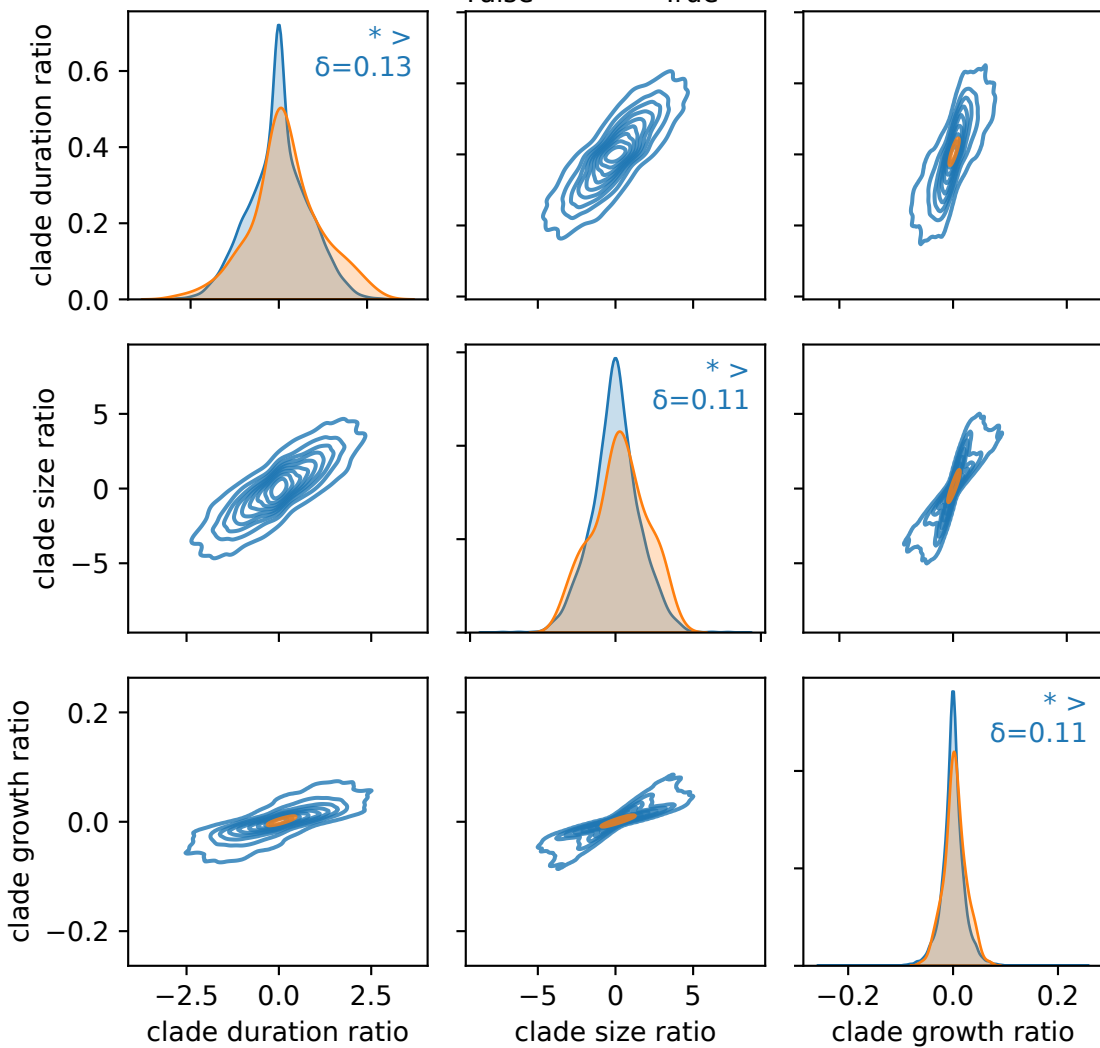 clade duration ratio
0.6
0.4
0.2
0.0
* >
δ=0.13
clade size ratio
5
0
−5
* >
δ=0.11
clade growth ratio
0.2
0.0
−0.2
* >
δ=0.11
−2.5 0.0 2.5
clade duration ratio
−5 0 5
clade size ratio
−0.2 0.0 0.2
clade growth ratio